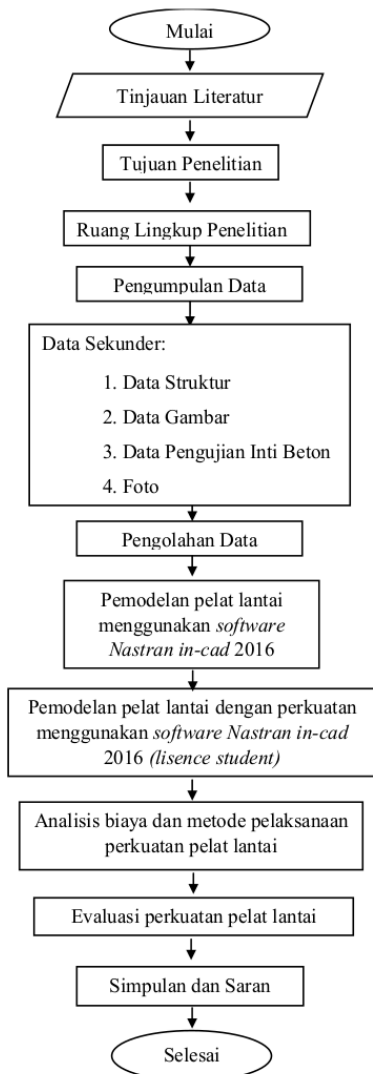 Mulai
Tinjauan Literatur
Tujuan Penelitian
Ruang Lingkup Penelitian
Pengumpulan Data
Data Sekunder:
1. Data Struktur
2. Data Gambar
3. Data Pengujian Inti Beton
4. Foto
Pengolahan Data
Pemodelan pelat lantai
menggunakan software
Nastran in-cad 2016
Pemodelan pelat lantai dengan perkuatan
menggunakan software Nastran in-cad
2016 (lisence student)
Analisis biaya dan metode pelaksanaan
perkuatan pelat lantai
Evaluasi perkuatan pelat lantai
Simpulan dan Saran
Selesai